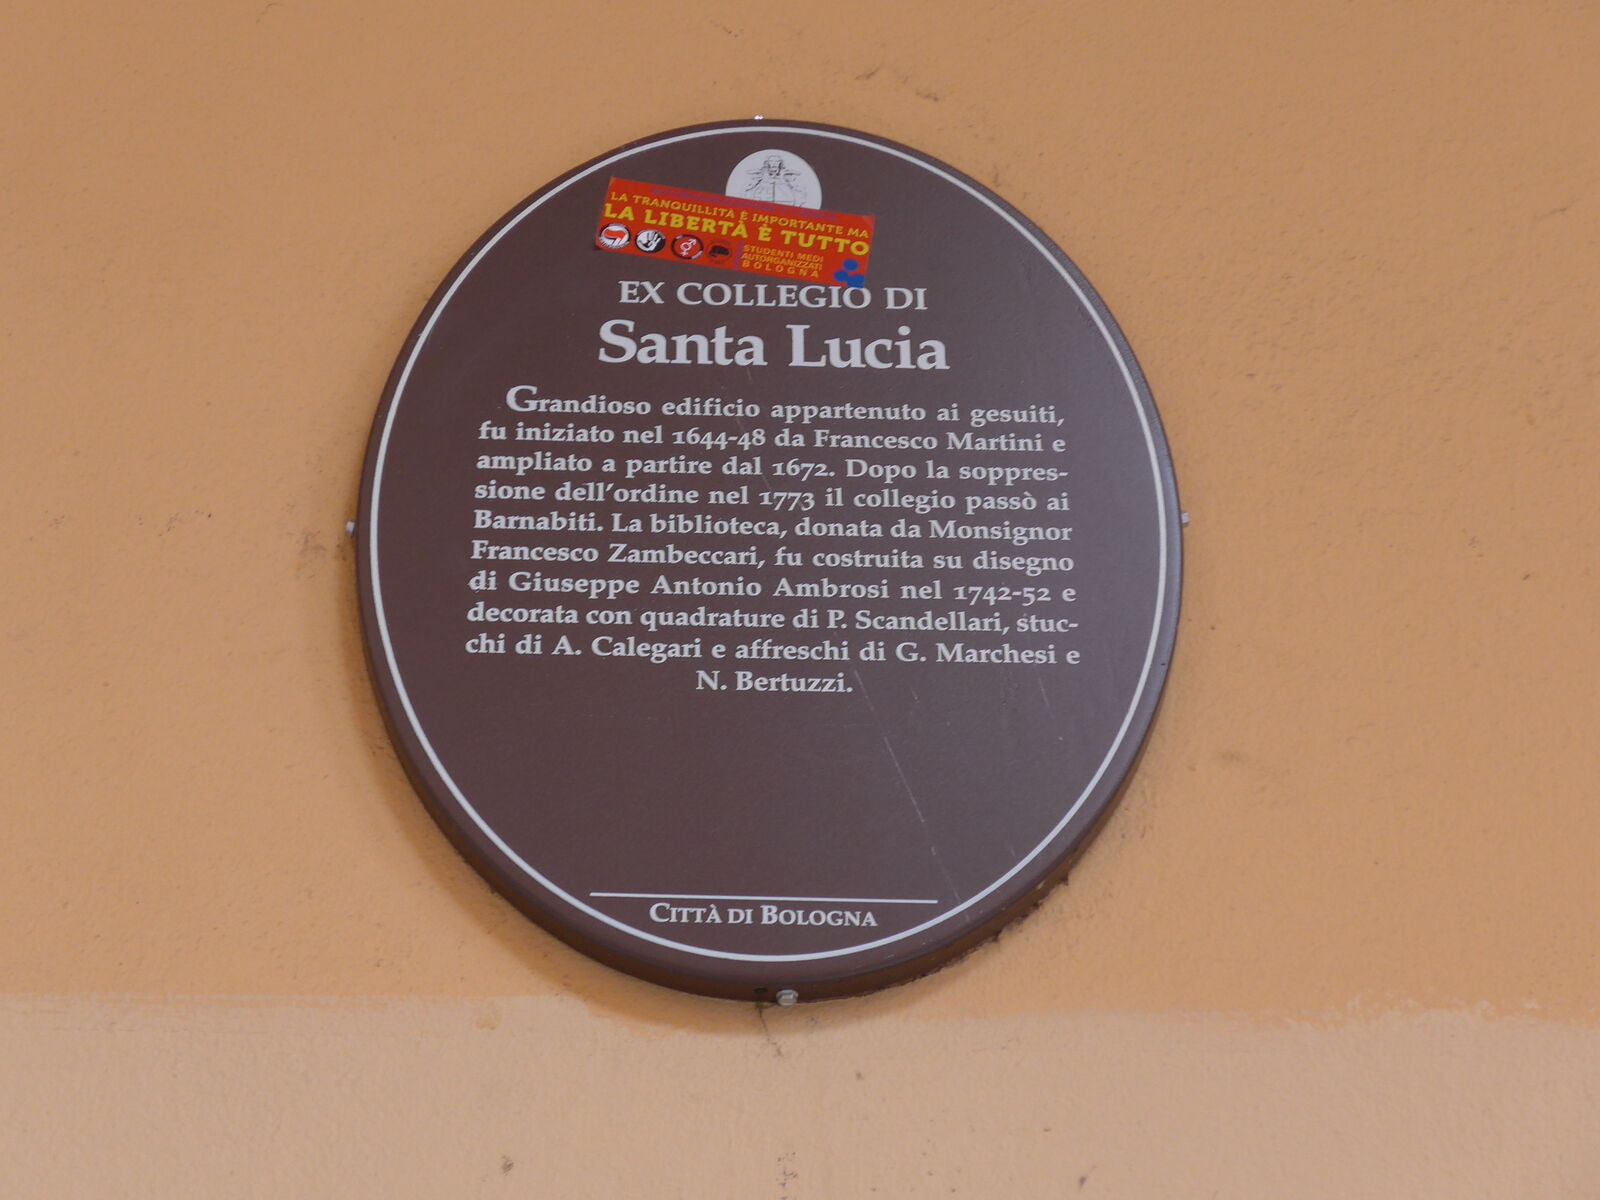 LA TRANQUILLITÀ È IMPORTANTE MA
LA LIBERTÀ È TUTTO
STUDENTI MEDI
AUTORGANIZZATI
BOLOGNA
EX COLLEGIO DI
Santa Lucia
Grandioso edificio appartenuto ai gesuiti,
fu iniziato nel 1644-48 da Francesco Martini e
ampliato a partire dal 1672. Dopo la soppres-
sione dell'ordine nel 1773 il collegio passò ai
Barnabiti. La biblioteca, donata da Monsignor
Francesco Zambeccari, fu costruita su disegno
di Giuseppe Antonio Ambrosi nel 1742-52 e
decorata con quadrature di P. Scandellari, stuc-
chi di A. Calegari e affreschi di G. Marchesi e
N. Bertuzzi.
CITTÀ DI BOLOGNA